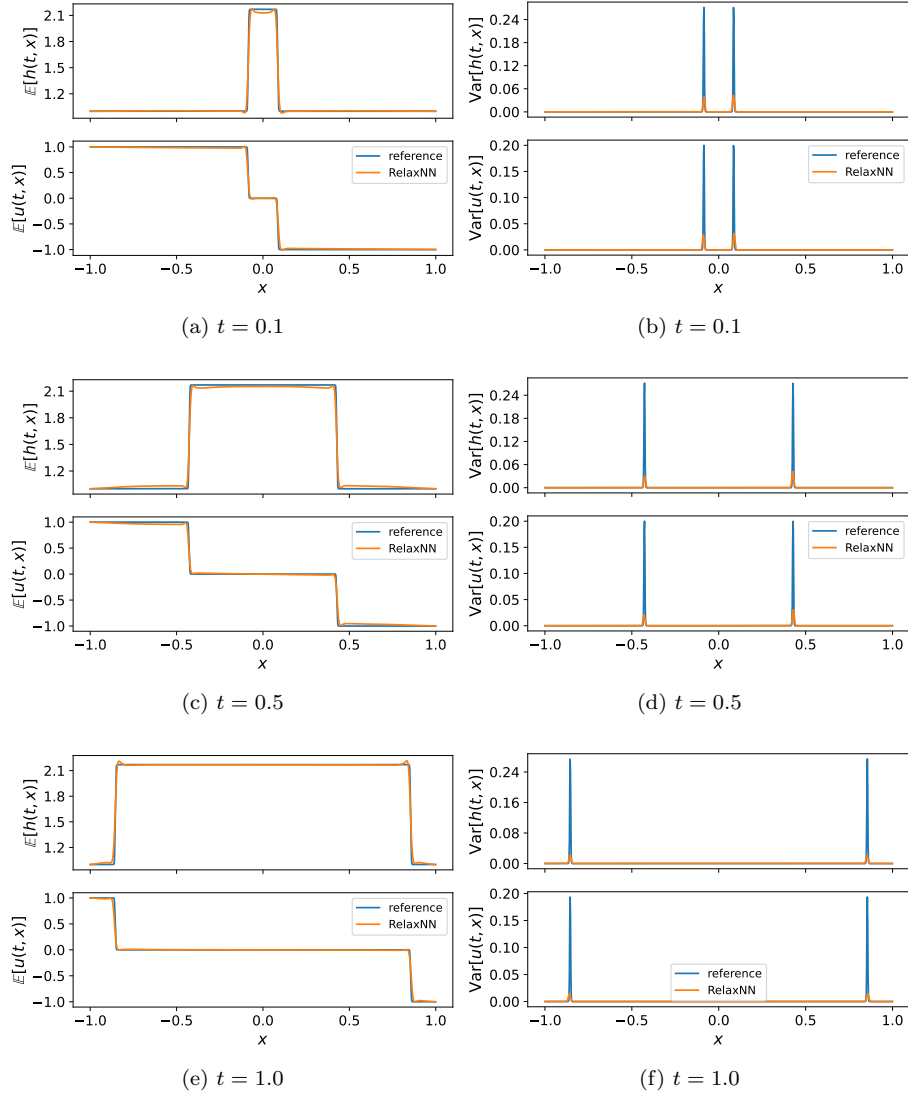 2.1
1.8
1.5
1.2
𝔼[h(t, x)]
1.0
0.5
0.0
−0.5
−1.0
𝔼[u(t, x)]
reference
RelaxNN
−1.0 −0.5 0.0 0.5 1.0
x
(a) t = 0.1
0.24
0.18
0.12
0.06
0.00
Var[h(t, x)]
0.20
0.15
0.10
0.05
0.00
Var[u(t, x)]
reference
RelaxNN
−1.0 −0.5 0.0 0.5 1.0
x
(b) t = 0.1
2.1
1.8
1.5
1.2
𝔼[h(t, x)]
1.0
0.5
0.0
−0.5
−1.0
𝔼[u(t, x)]
reference
RelaxNN
−1.0 −0.5 0.0 0.5 1.0
x
(c) t = 0.5
0.24
0.18
0.12
0.06
0.00
Var[h(t, x)]
0.20
0.15
0.10
0.05
0.00
Var[u(t, x)]
reference
RelaxNN
−1.0 −0.5 0.0 0.5 1.0
x
(d) t = 0.5
2.1
1.8
1.5
1.2
𝔼[h(t, x)]
1.0
0.5
0.0
−0.5
−1.0
𝔼[u(t, x)]
reference
RelaxNN
−1.0 −0.5 0.0 0.5 1.0
x
(e) t = 1.0
0.24
0.16
0.08
0.00
Var[h(t, x)]
0.20
0.15
0.10
0.05
0.00
Var[u(t, x)]
reference
RelaxNN
−1.0 −0.5 0.0 0.5 1.0
x
(f) t = 1.0